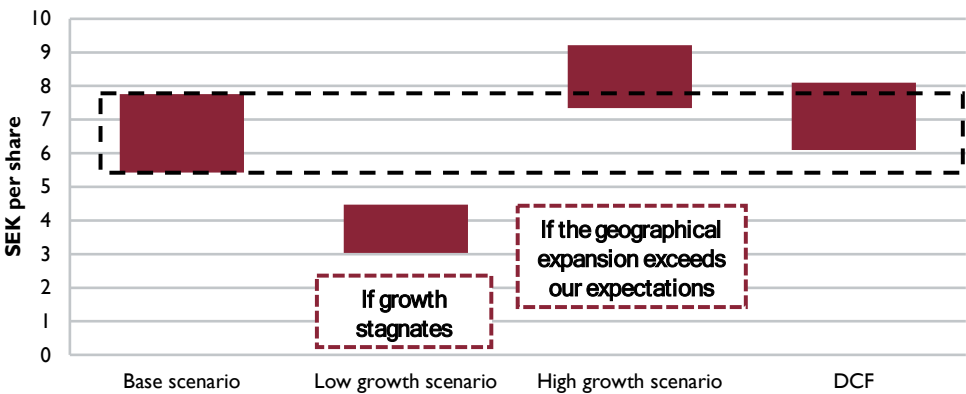 SEK per share
10
9
8
7
6
5
4
3
2
1
0
If growth
stagnates
If the geographical
expansion exceeds
our expectations
Base scenario
Low growth scenario
High growth scenario
DCF